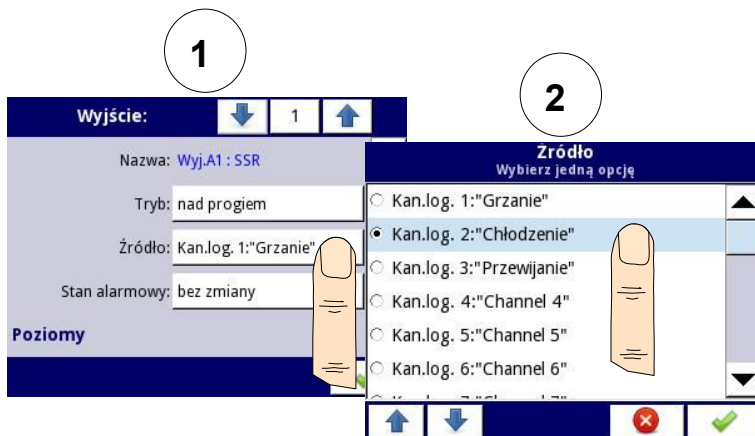 1
Wyjście:
1
Nazwa: Wyj.A1 : SSR
Tryb: nad progiem
Źródło: Kan.log. 1:"Grzanie"
Stan alarmowy: bez zmiany
Poziomy
2
Źródło
Wybierz jedną opcję
Kan.log. 1:"Grzanie"
Kan.log. 2:"Chłodzenie"
Kan.log. 3:"Przewijanie"
Kan.log. 4:"Channel 4"
Kan.log. 5:"Channel 5"
Kan.log. 6:"Channel 6"